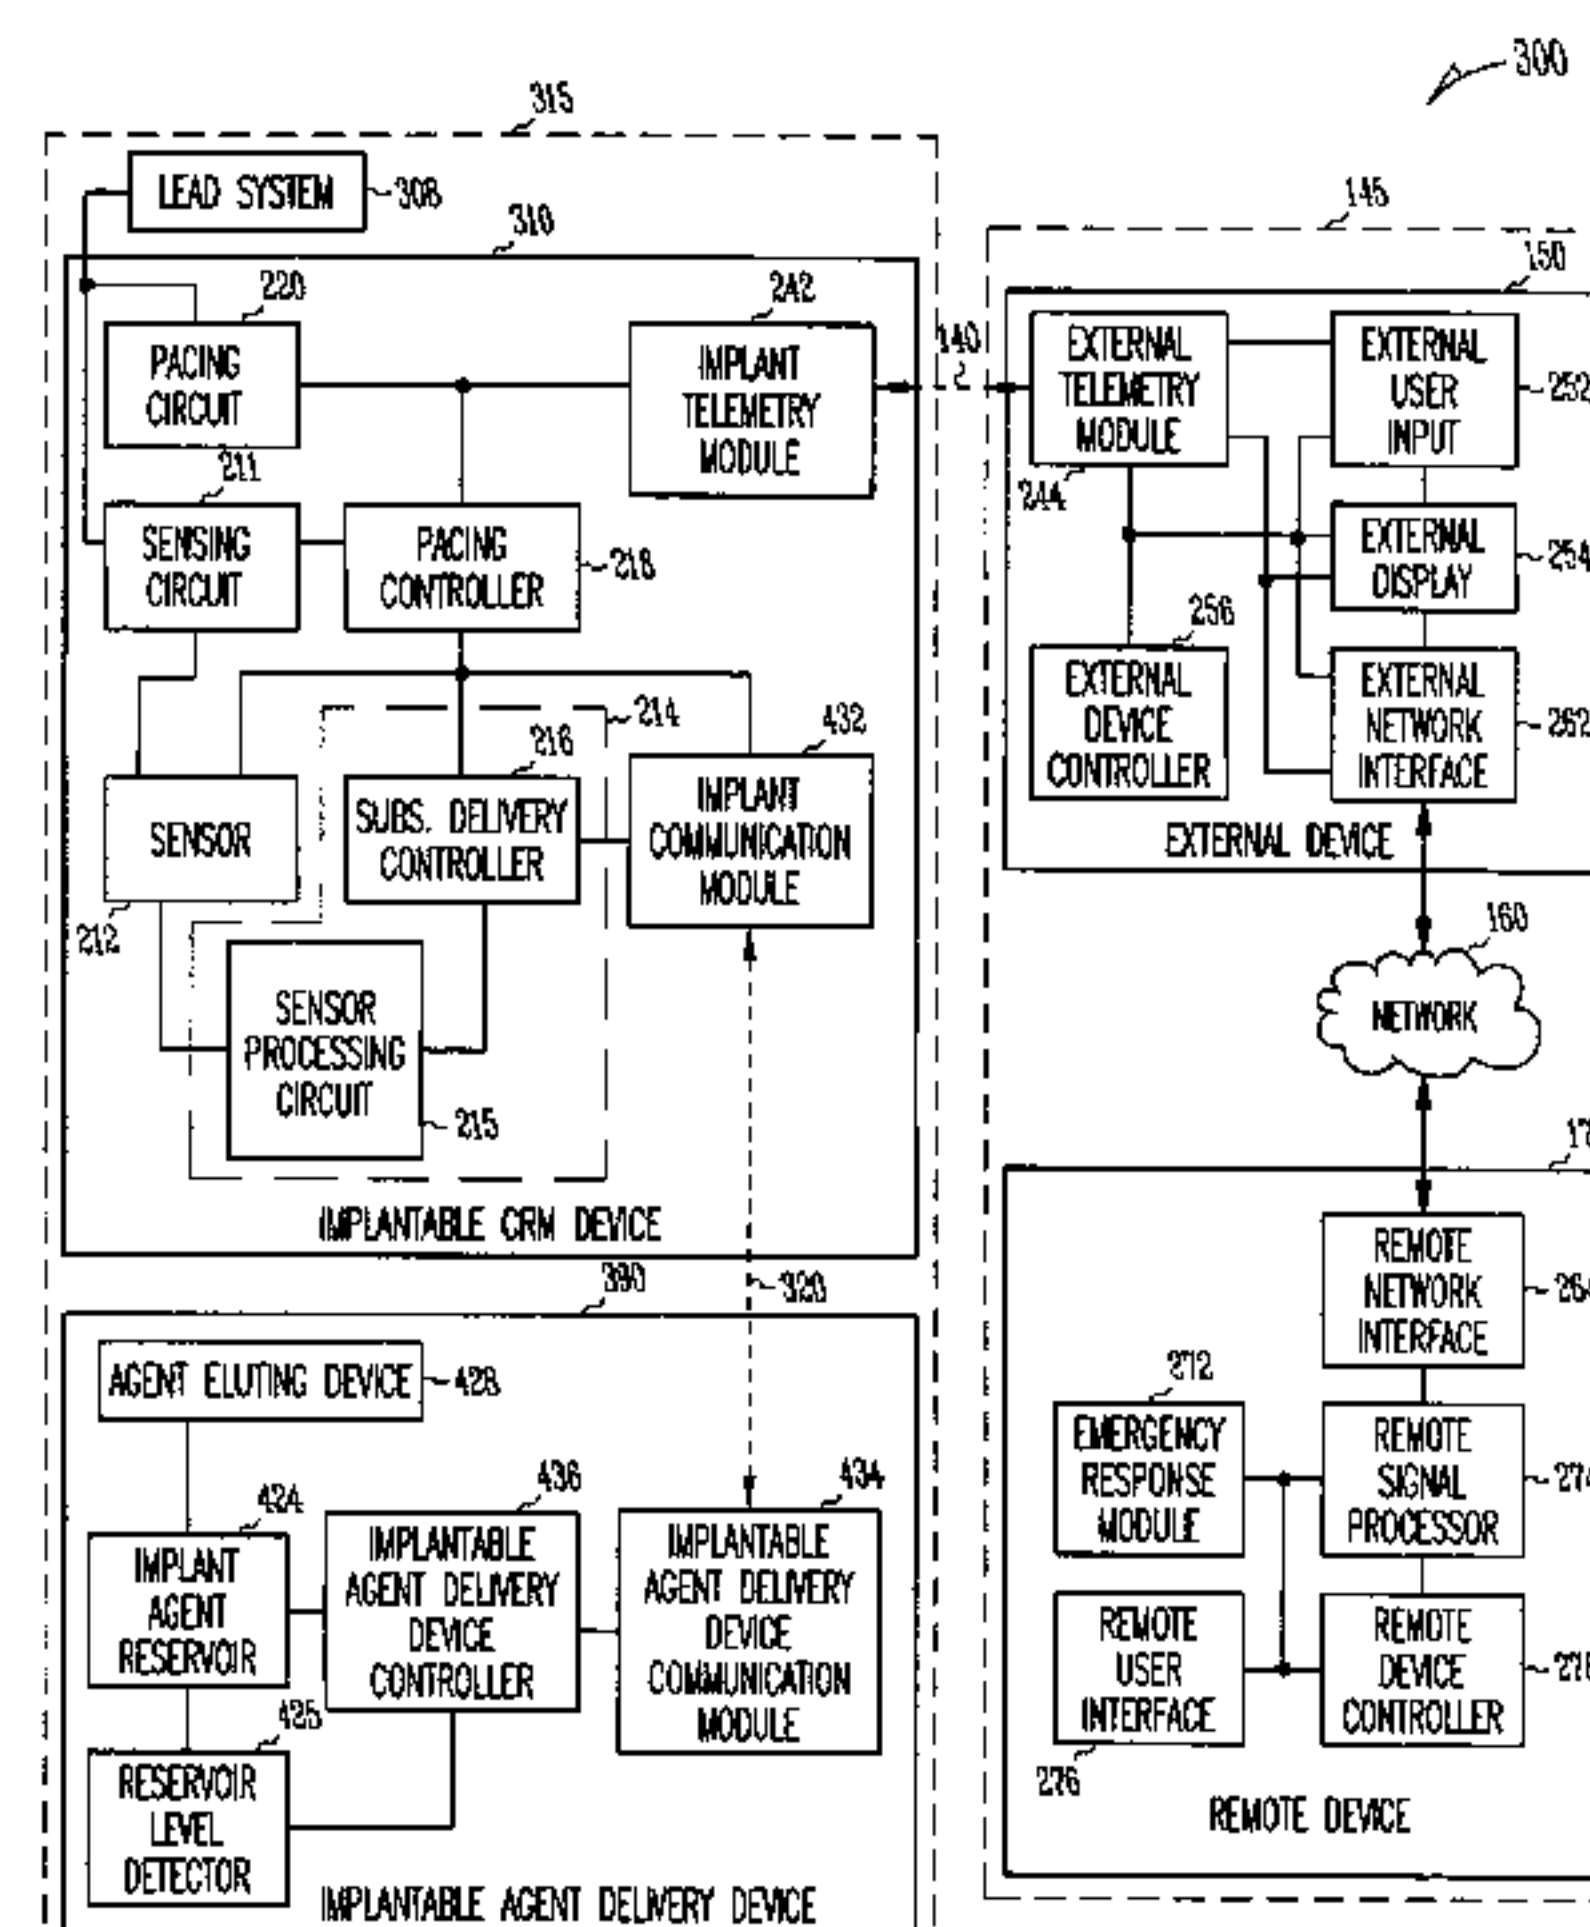 300
315
LEAD SYSTEM
308
310
145
150
220
242
PACING
CIRCUIT
IMPLANT
TELEMETRY
MODULE
140
EXTERNAL
TELEMETRY
MODULE
244
EXTERNAL
USER
INPUT
252
211
SENSING
CIRCUIT
PACING
CONTROLLER
218
EXTERNAL
DISPLAY
254
256
EXTERNAL
DEVICE
CONTROLLER
EXTERNAL
NETWORK
INTERFACE
262
EXTERNAL DEVICE
214
216
432
SENSOR
212
SUBS. DELIVERY
CONTROLLER
IMPLANT
COMMUNICATION
MODULE
SENSOR
PROCESSING
CIRCUIT
215
IMPLANTABLE CRM DEVICE
160
NETWORK
320
390
AGENT ELUTING DEVICE
428
424
IMPLANT
AGENT
RESERVOIR
436
IMPLANTABLE
AGENT DELIVERY
DEVICE
CONTROLLER
434
IMPLANTABLE
AGENT DELIVERY
DEVICE
COMMUNICATION
MODULE
425
RESERVOIR
LEVEL
DETECTOR
IMPLANTABLE AGENT DELIVERY DEVICE
REMOTE
NETWORK
INTERFACE
264
272
EMERGENCY
RESPONSE
MODULE
REMOTE
SIGNAL
PROCESSOR
274
REMOTE
USER
INTERFACE
276
REMOTE
DEVICE
CONTROLLER
REMOTE DEVICE